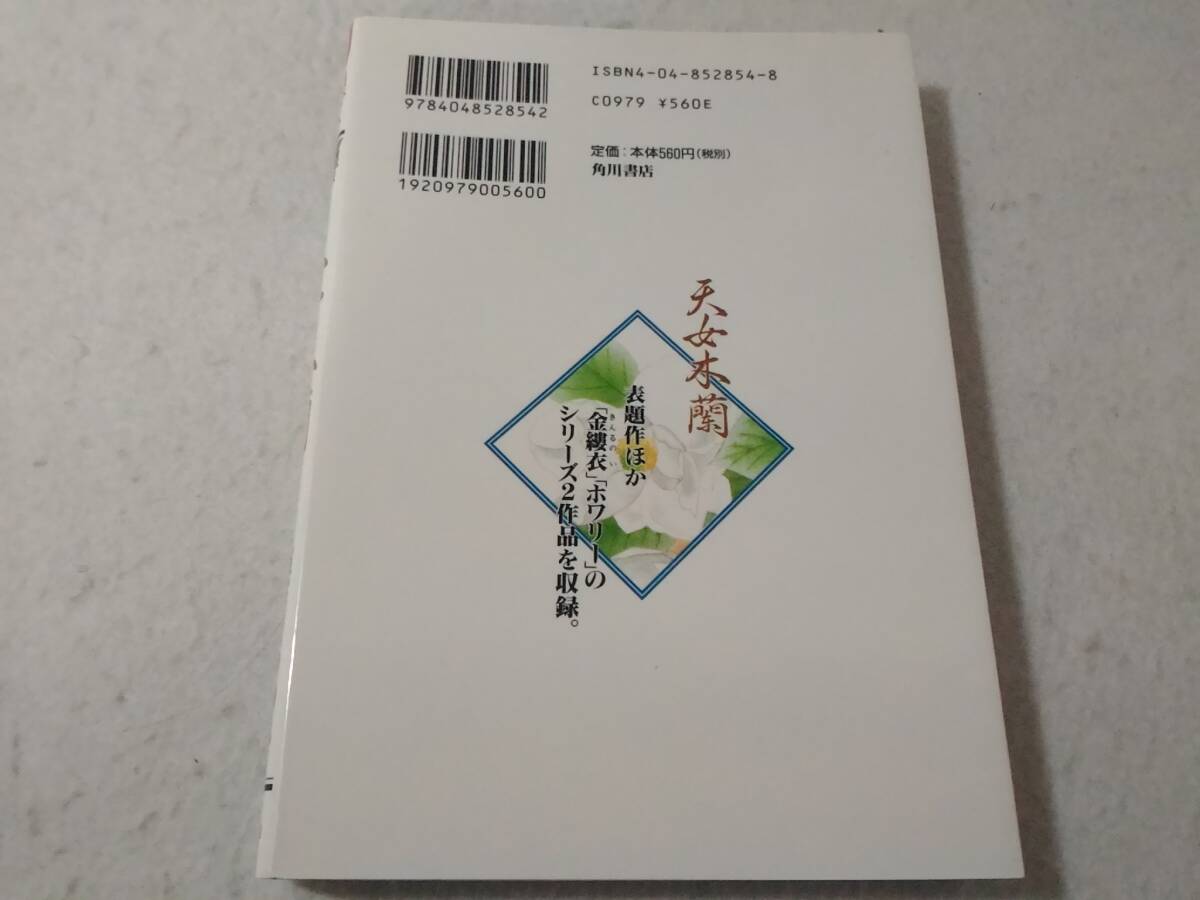 ISBN4-04-852854-8
9784048528542
C0979 ¥560E
定価：本体560円(税別)
角川書店
1920979005600
天女木蘭
表題作ほか
「金縷衣」「ホワリー」の
きんるのい
シリーズ2作品を収録。